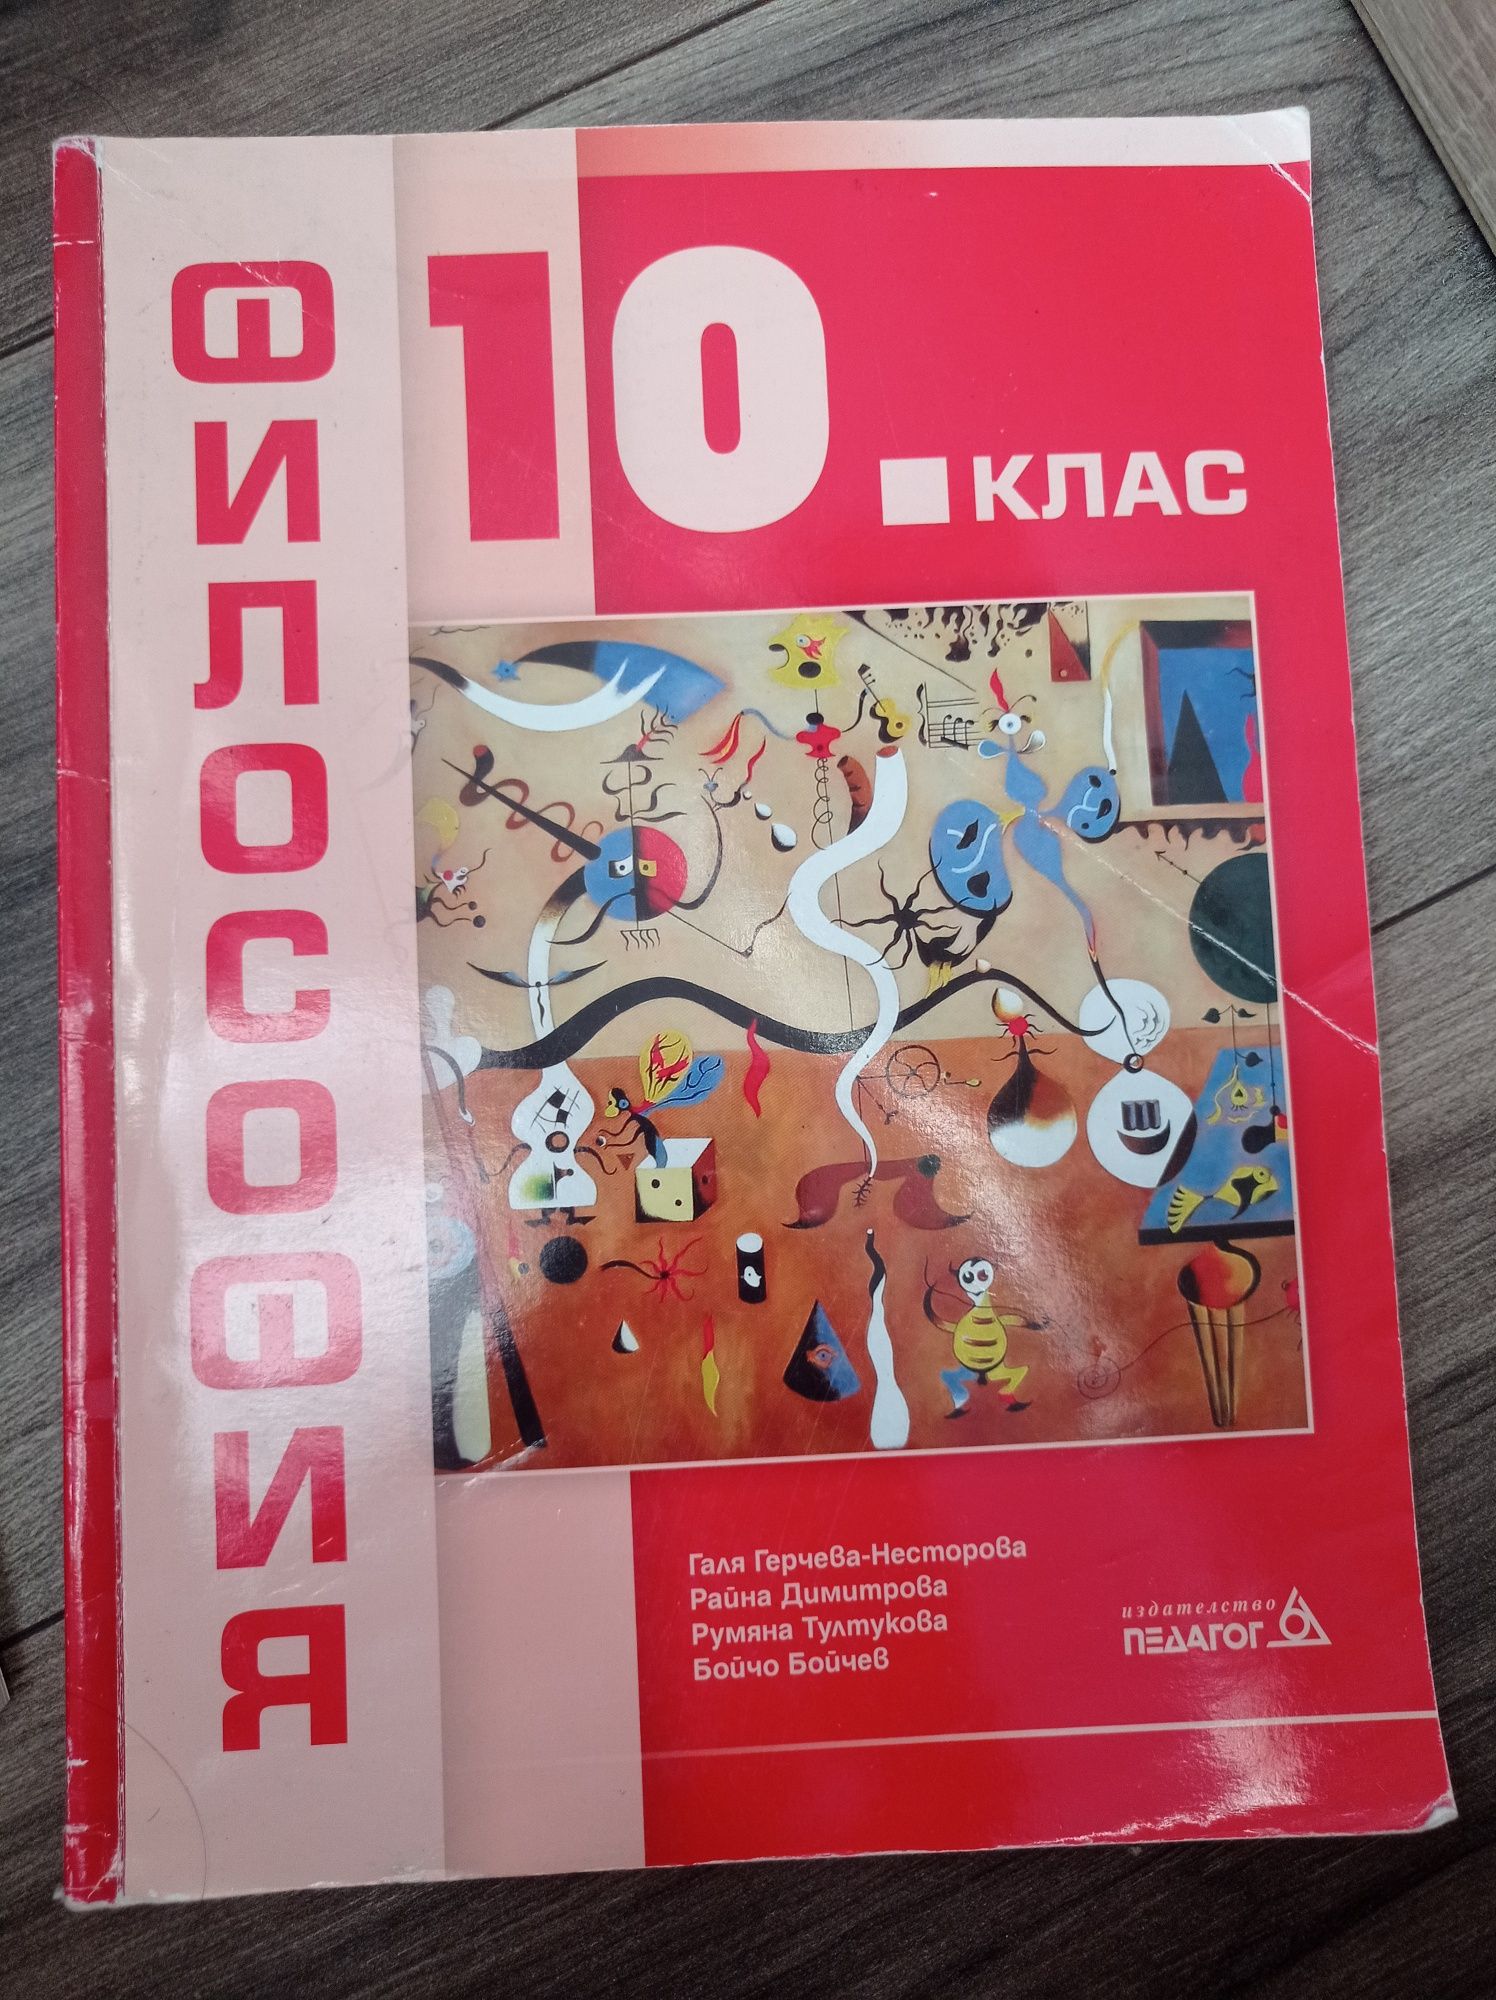 ФИЛОСОФИЯ
10. КЛАС
Галя Герчева-Несторова
Райна Димитрова
Румяна Тултукова
Бойчо Бойчев
издателство
ПЕДАГОГ 6